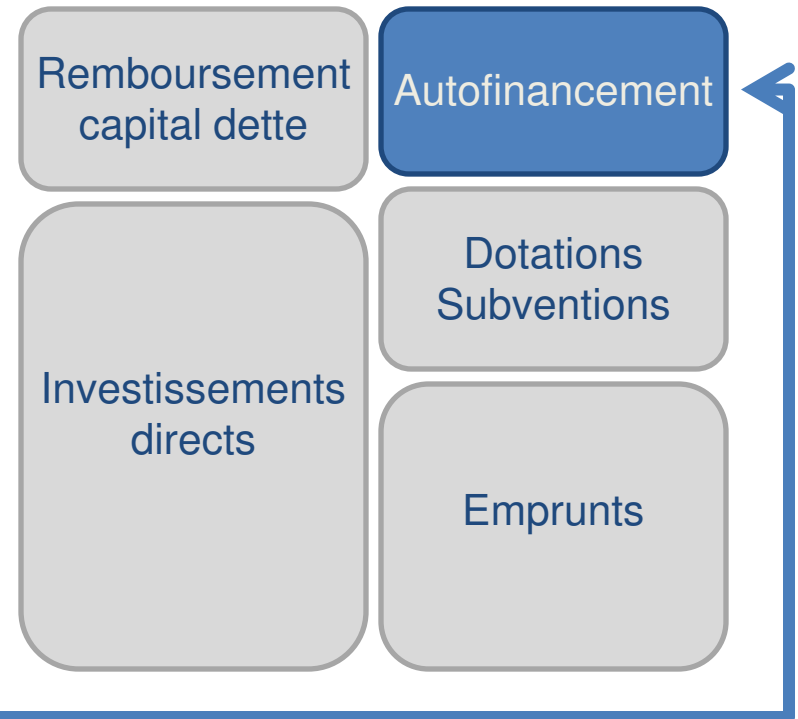 Remboursement
capital dette
Autofinancement
Dotations
Subventions
Investissements
directs
Emprunts